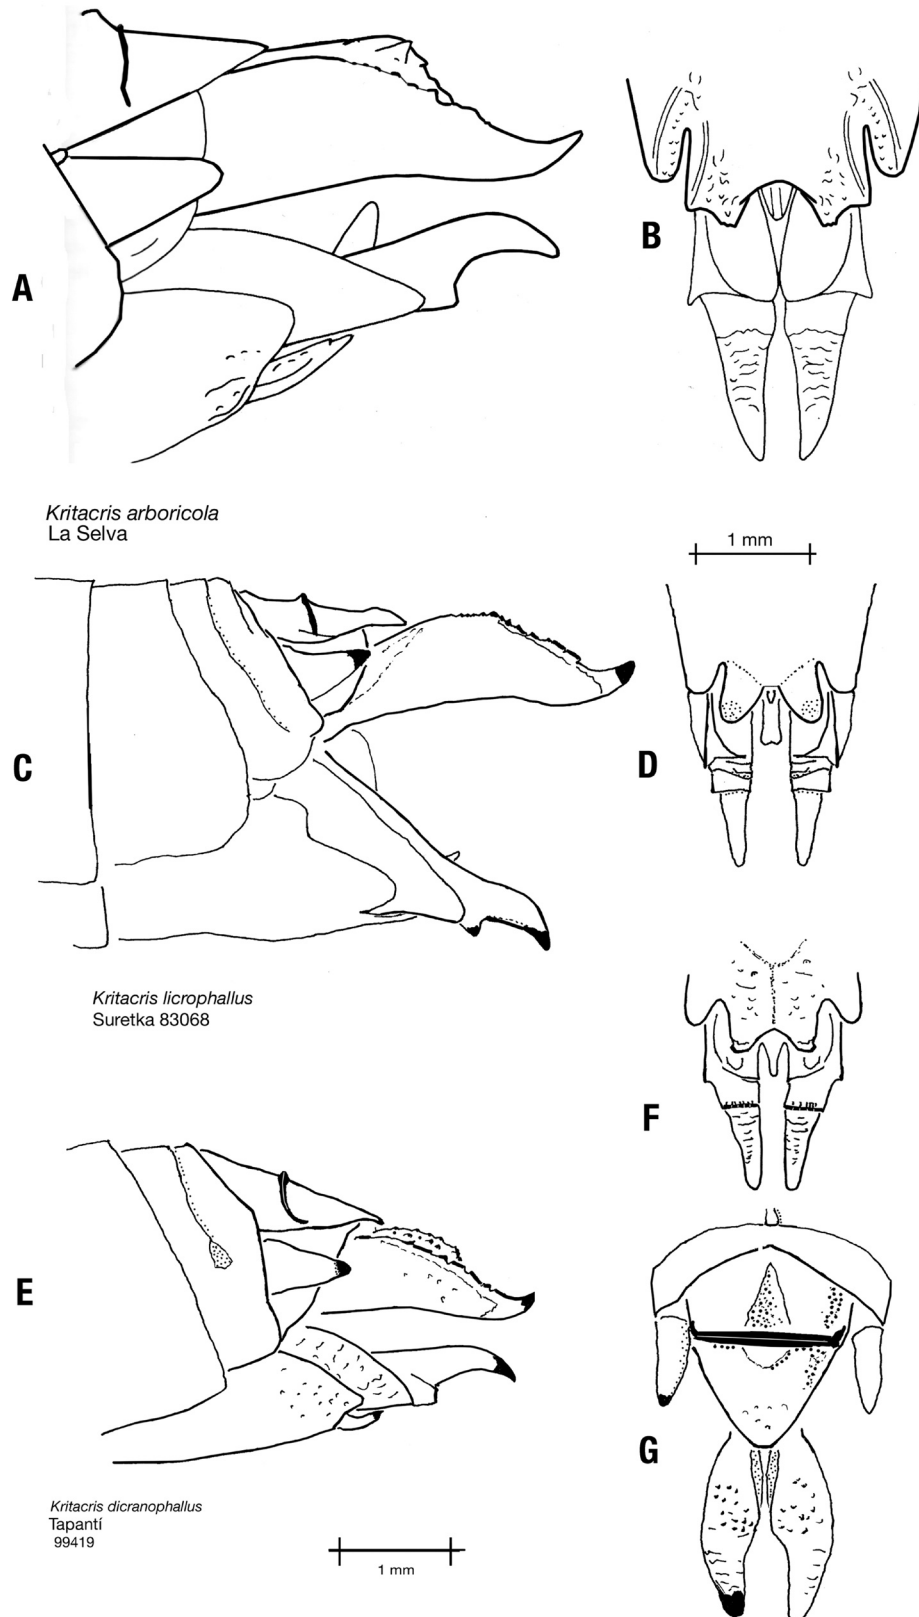 A
B
Kritacris arboricola
La Selva
1 mm
C
D
Kritacris licrophallus
Suretka 83068
F
E
G
Kritacris dicranophallus
Tapantí
99419
1 mm